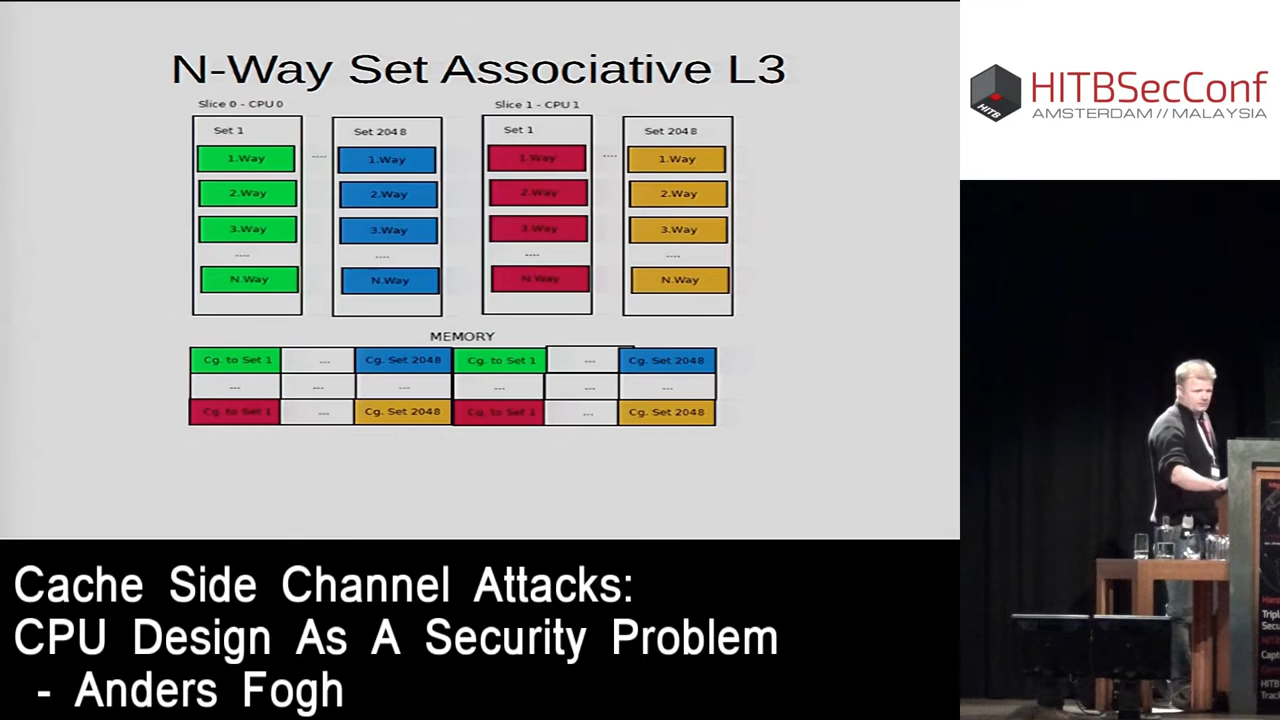 N-Way Set Associative L3
Slice 0 - CPU 0
Slice 1 - CPU 1
Set 1
Set 2048
Set 1
Set 2048
1.Way
1.Way
1.Way
1.Way
2.Way
2.Way
2.Way
2.Way
3.Way
3.Way
3.Way
3.Way
N.Way
N.Way
N.Way
N.Way
MEMORY
Cg. to Set 1 ... Cg. Set 2048 Cg. to Set 1 ... Cg. Set 2048
Cg. to Set 1 ... Cg. Set 2048 Cg. to Set 1 ... Cg. Set 2048
HITBSecConf
AMSTERDAM // MALAYSIA
HITB
Cache Side Channel Attacks:
CPU Design As A Security Problem
- Anders Fogh